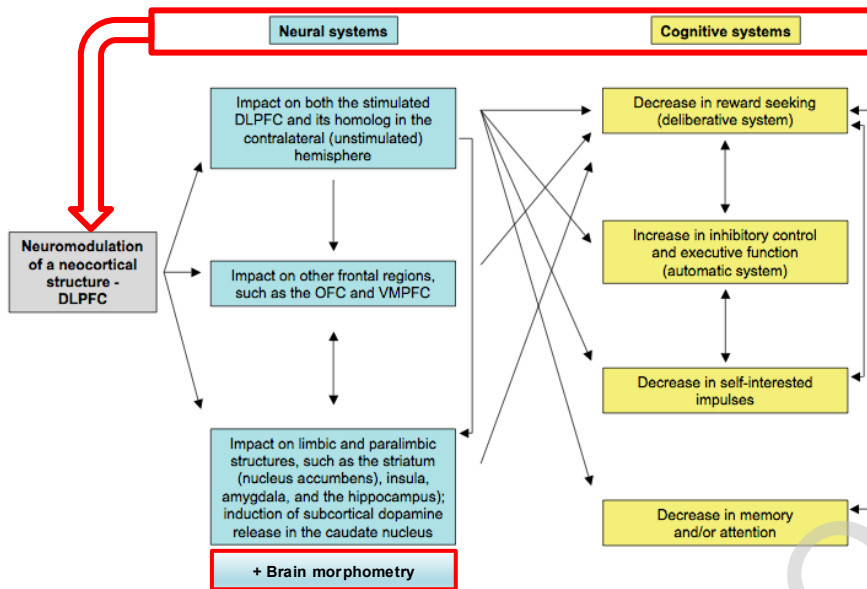 Neural systems
Cognitive systems
Impact on both the stimulated
DLPFC and its homolog in the
contralateral (unstimulated)
hemisphere
Decrease in reward seeking
(deliberative system)
Neuromodulation
of a neocortical
structure -
DLPFC
Impact on other frontal regions,
such as the OFC and VMPFC
Increase in inhibitory control
and executive function
(automatic system)
Decrease in self-interested
impulses
Impact on limbic and paralimbic
structures, such as the striatum
(nucleus accumbens), insula,
amygdala, and the hippocampus);
induction of subcortical dopamine
release in the caudate nucleus
Decrease in memory
and/or attention
+ Brain morphometry